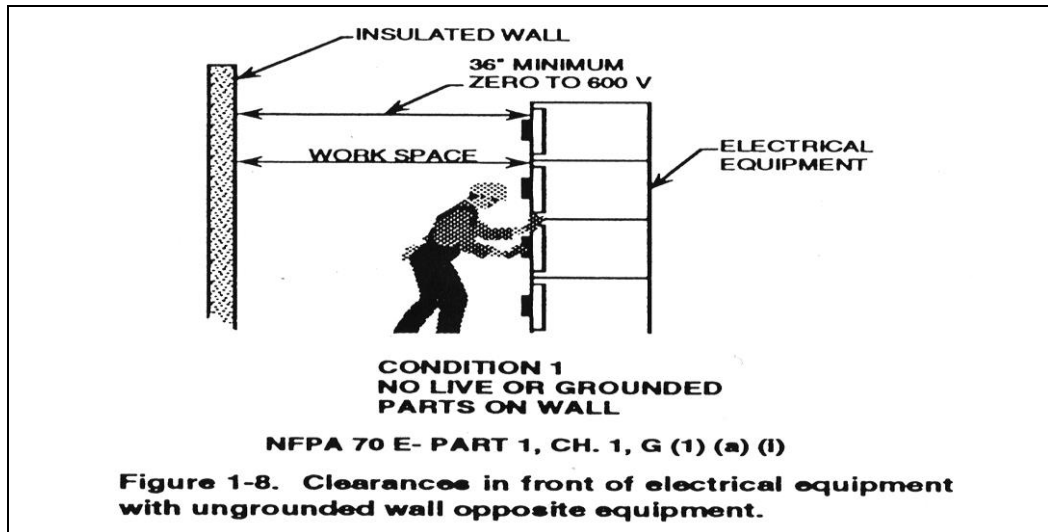 INSULATED WALL
36" MINIMUM
ZERO TO 600 V
WORK SPACE
ELECTRICAL
EQUIPMENT
CONDITION 1
NO LIVE OR GROUNDED
PARTS ON WALL
NFPA 70 E- PART 1, CH. 1, G (1) (a) (I)
Figure 1-8. Clearances in front of electrical equipment
with ungrounded wall opposite equipment.